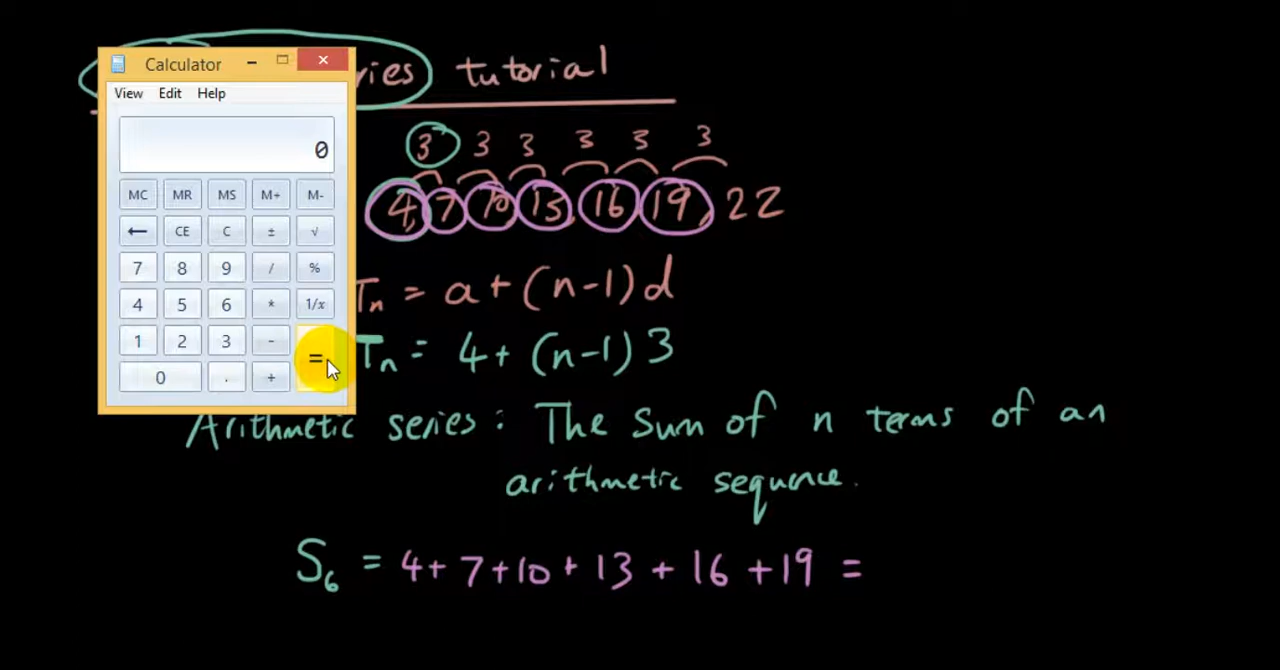 ries tutorial
Calculator
View Edit Help
0
MC MR MS M+ M-
← CE C ± √
7 8 9 / %
4 5 6 * 1/x
1 2 3 - =
0 . +
3 3 3 3 3 3
4, 7, 10, 13, 16, 19, 22
Tn = a + (n-1)d
Tn = 4 + (n-1)3
Arithmetic series: The sum of n terms of an
arithmetic sequence.
S6 = 4+ 7+10+ 13 + 16 +19 =